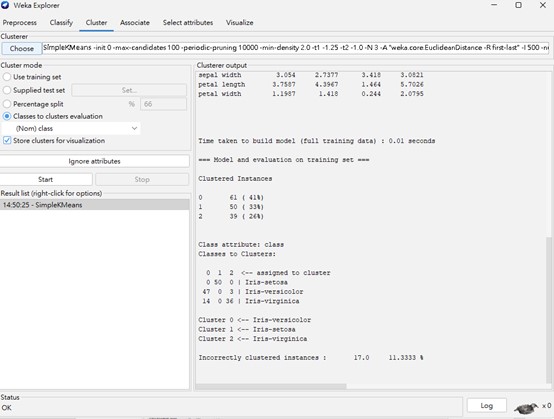 Weka Explorer
Preprocess Classify Cluster Associate Select attributes Visualize
Clusterer
Choose SimpleKMeans -init 0 -max-candidates 100 -periodic-pruning 10000 -min-density 2.0 -t1 -1.25 -t2 -1.0 -N 3 -A "weka.core.EuclideanDistance -R first-last" -I 500 -n
Cluster mode
Use training set
Supplied test set Set...
Percentage split % 66
Classes to clusters evaluation
(Nom) class
Store clusters for visualization
Ignore attributes
Start Stop
Result list (right-click for options)
14:50:25 - SimpleKMeans
Clusterer output
sepal width 3.054 2.7377 3.418 3.0821
petal length 3.7587 4.3967 1.464 5.7026
petal width 1.1987 1.418 0.244 2.0795
Time taken to build model (full training data) : 0.01 seconds
=== Model and evaluation on training set ===
Clustered Instances
0 61 ( 41%)
1 50 ( 33%)
2 39 ( 26%)
Class attribute: class
Classes to Clusters:
0 1 2 <-- assigned to cluster
0 50 0 | Iris-setosa
47 0 3 | Iris-versicolor
14 0 36 | Iris-virginica
Cluster 0 <-- Iris-versicolor
Cluster 1 <-- Iris-setosa
Cluster 2 <-- Iris-virginica
Incorrectly clustered instances : 17.0 11.3333 %
Status
OK
Log x 0